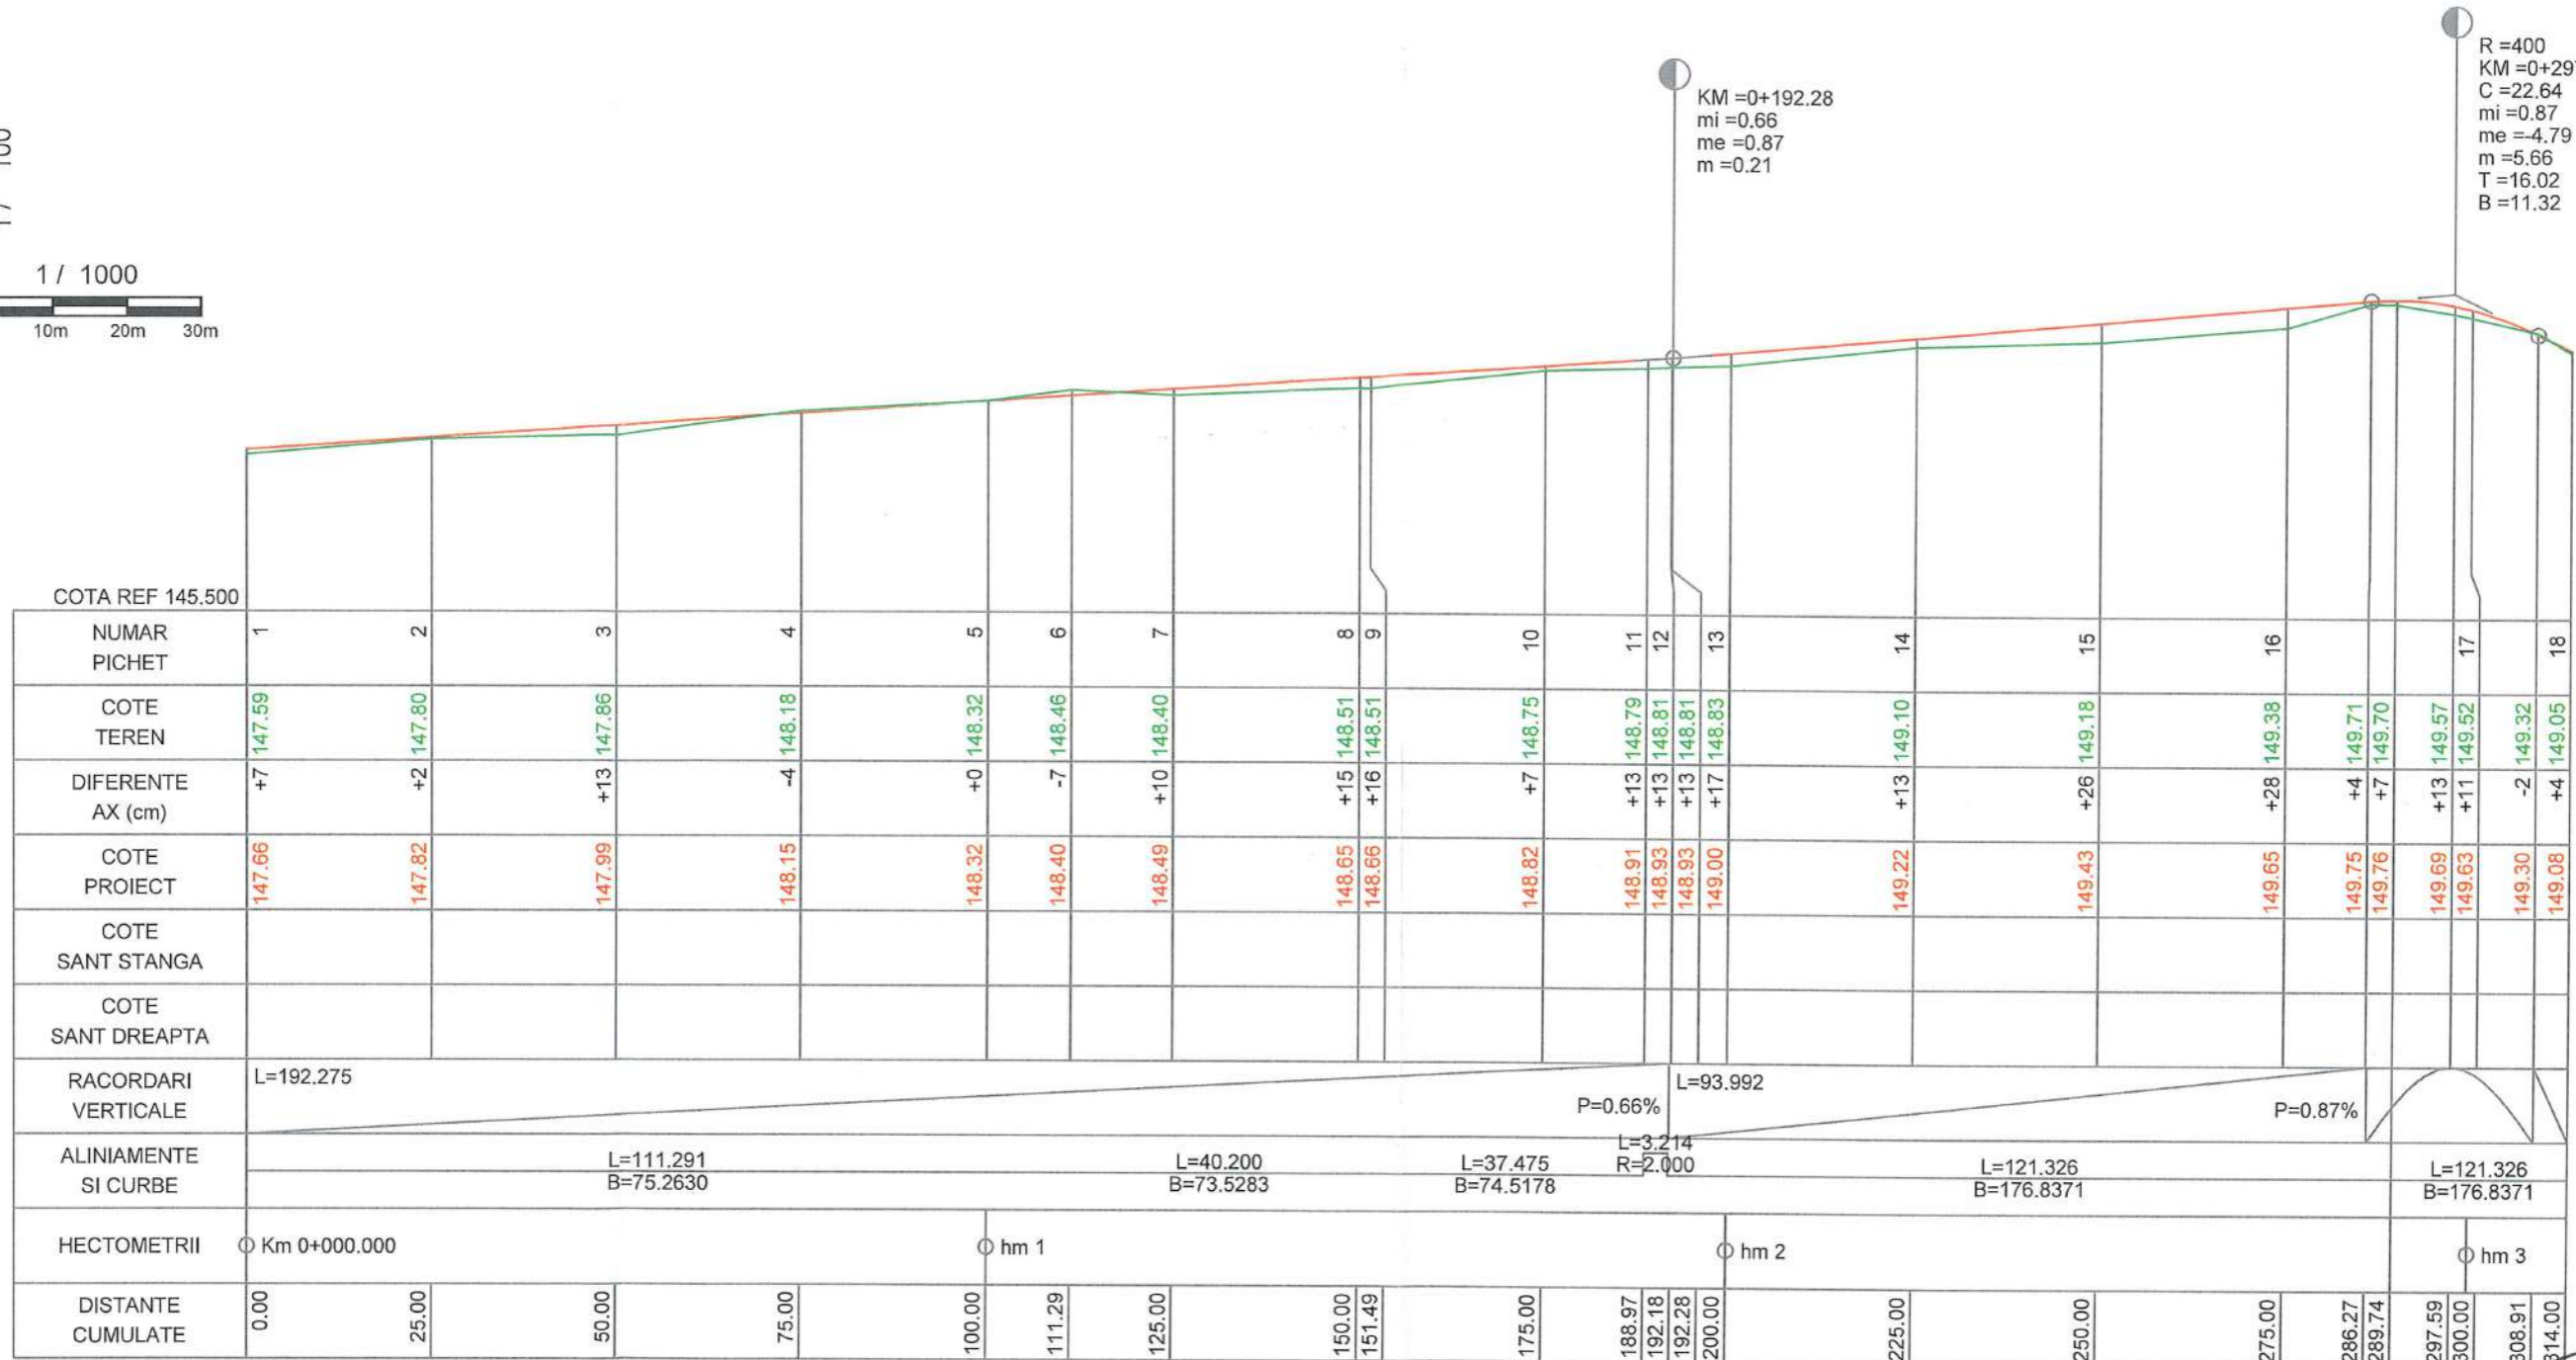 KM =0+192.28
mi =0.66
me =0.87
m =0.21
R =400
KM =0+29
C =22.64
mi =0.87
me =-4.79
m =5.66
T =16.02
B =11.32
1 / 1000
10m 20m 30m
COTA REF 145.500
NUMAR
PICHET
1 2 3 4 5 6 7 8 9 10 11 12 13 14 15 16 17 18
COTE
TEREN
147.59 147.80 147.86 148.18 148.32 148.46 148.40 148.51 148.51 148.75 148.79 148.81 148.81 148.83 149.10 149.18 149.38 149.71 149.70 149.57 149.52 149.32 149.05
DIFERENTE
AX (cm)
+7 +2 +13 -4 +0 -7 +10 +15 +16 +7 +13 +13 +13 +17 +13 +26 +28 +4 +7 +13 +11 -2 +4
COTE
PROIECT
147.66 147.82 147.99 148.15 148.32 148.40 148.49 148.65 148.66 148.82 148.91 148.93 148.93 149.00 149.22 149.43 149.65 149.75 149.76 149.69 149.63 149.30 149.08
COTE
SANT STANGA
COTE
SANT DREAPTA
RACORDARI
VERTICALE
L=192.275
P=0.66%
L=93.992
P=0.87%
ALINIAMENTE
SI CURBE
L=111.291
B=75.2630
L=40.200
B=73.5283
L=37.475
B=74.5178
L=3.214
R=2.000
L=121.326
B=176.8371
L=121.326
B=176.8371
HECTOMETRII
Km 0+000.000 hm 1 hm 2 hm 3
DISTANTE
CUMULATE
0.00 25.00 50.00 75.00 100.00 111.29 125.00 150.00 151.49 175.00 188.97 192.18 192.28 200.00 225.00 250.00 275.00 286.27 289.74 297.59 300.00 308.91 314.00